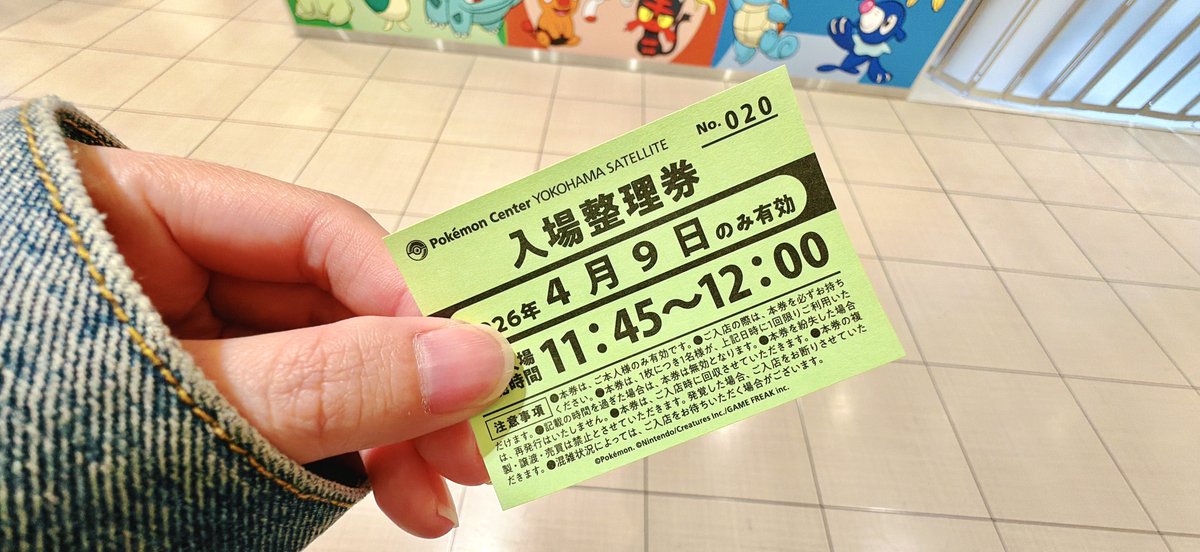 No. 020
Pokémon Center YOKOHAMA SATELLITE
入場整理券
26年 4月9日のみ有効
場
時間 11:45～12:00
注意事項
●本券は、ご本人様のみ有効です。●ご入店の際は、本券を必ずお持ち
ください。●本券は、1枚につき1名様が、上記日時に1回限りご利用いた
だけます。●記載の時間を過ぎた場合は、本券は無効となります。●本券を紛失した場合
は、再発行はいたしません。●本券は、ご入店時に回収させていただきます。●本券の複
製・譲渡・売買は禁止とさせていただきます。発覚した場合、ご入店をお断りさせていた
だきます。●混雑状況によっては、ご入店をお待ちいただく場合がございます。
©Pokémon. ©Nintendo/Creatures Inc./GAME FREAK inc.